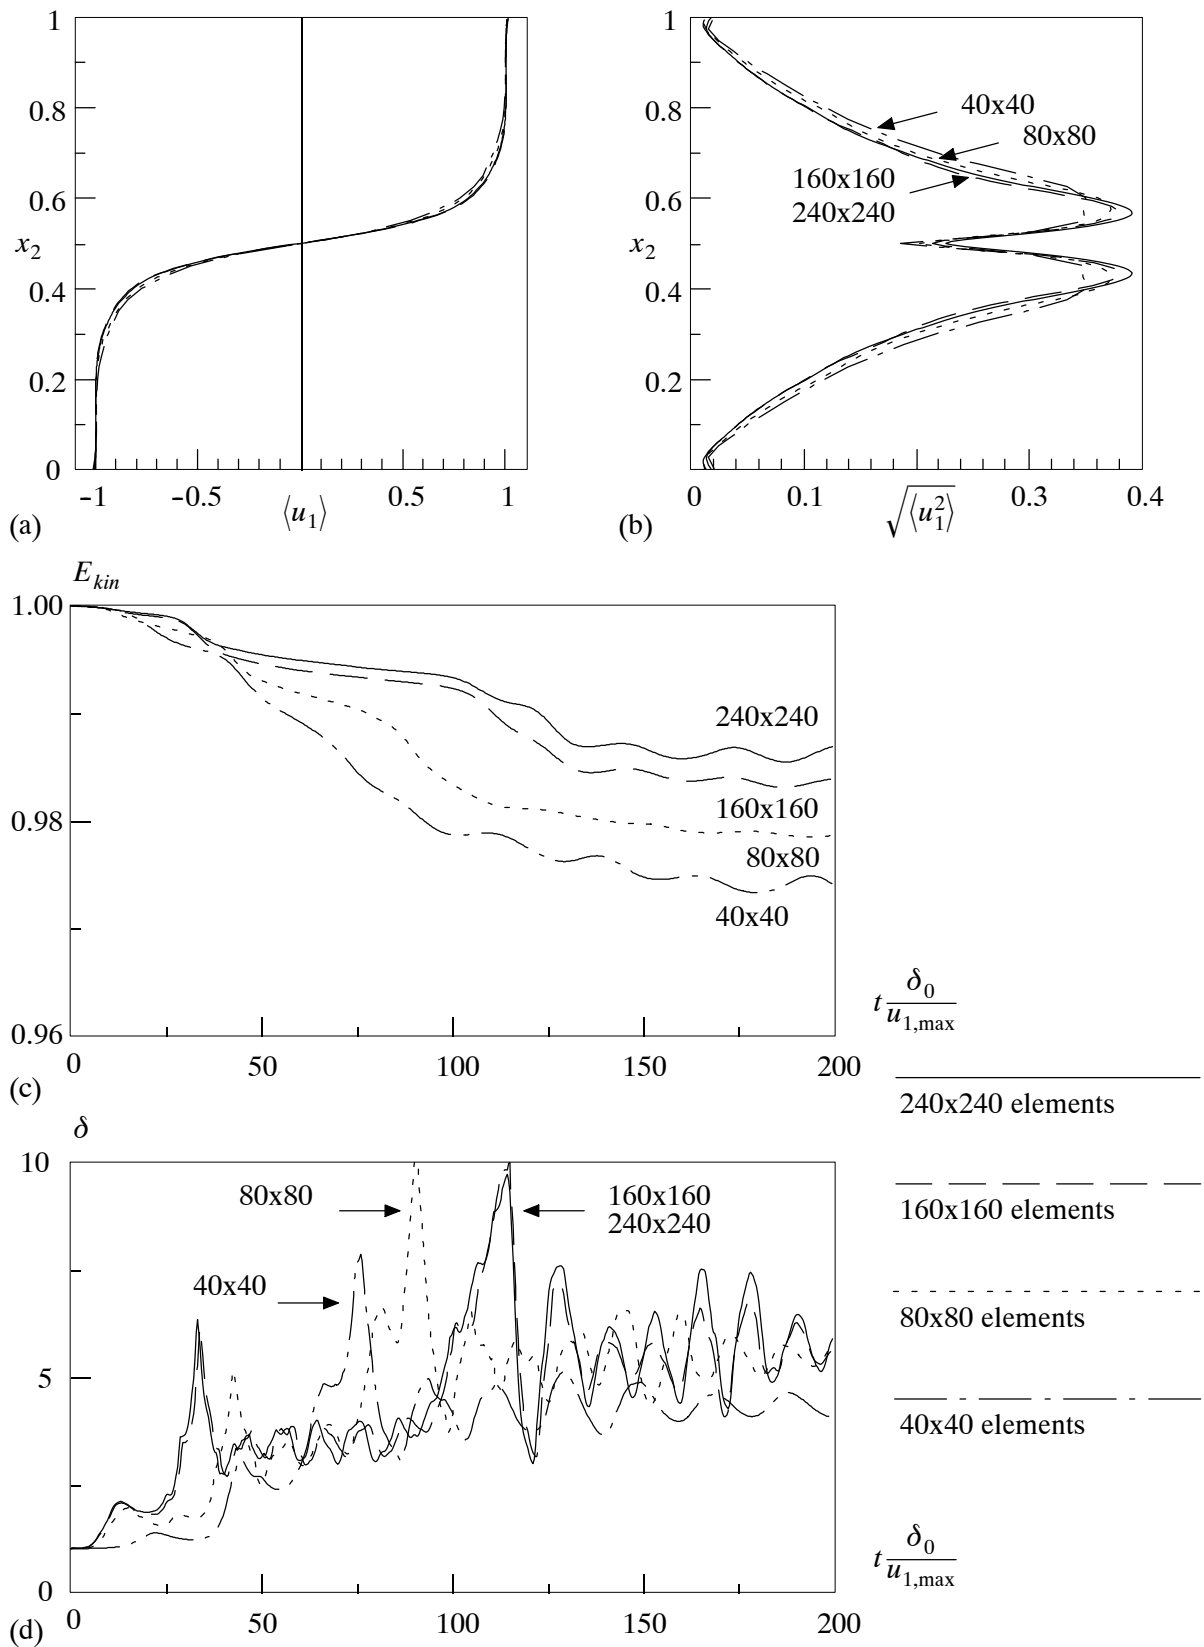 1
0.8
0.6
x₂
0.4
0.2
0
-1
-0.5
⟨u₁⟩
0.5
1
(a)
1
0.8
0.6
x₂
0.4
0.2
0
0.1
√⟨u₁²⟩
0.3
0.4
40x40
80x80
160x160
240x240
(b)
E_kin
1.00
0.98
0.96
240x240
160x160
80x80
40x40
0
50
100
150
200
t δ₀/u₁,max
(c)
240x240 elements
160x160 elements
80x80 elements
40x40 elements
δ
10
5
0
80x80
160x160
240x240
40x40
0
50
100
150
200
t δ₀/u₁,max
(d)